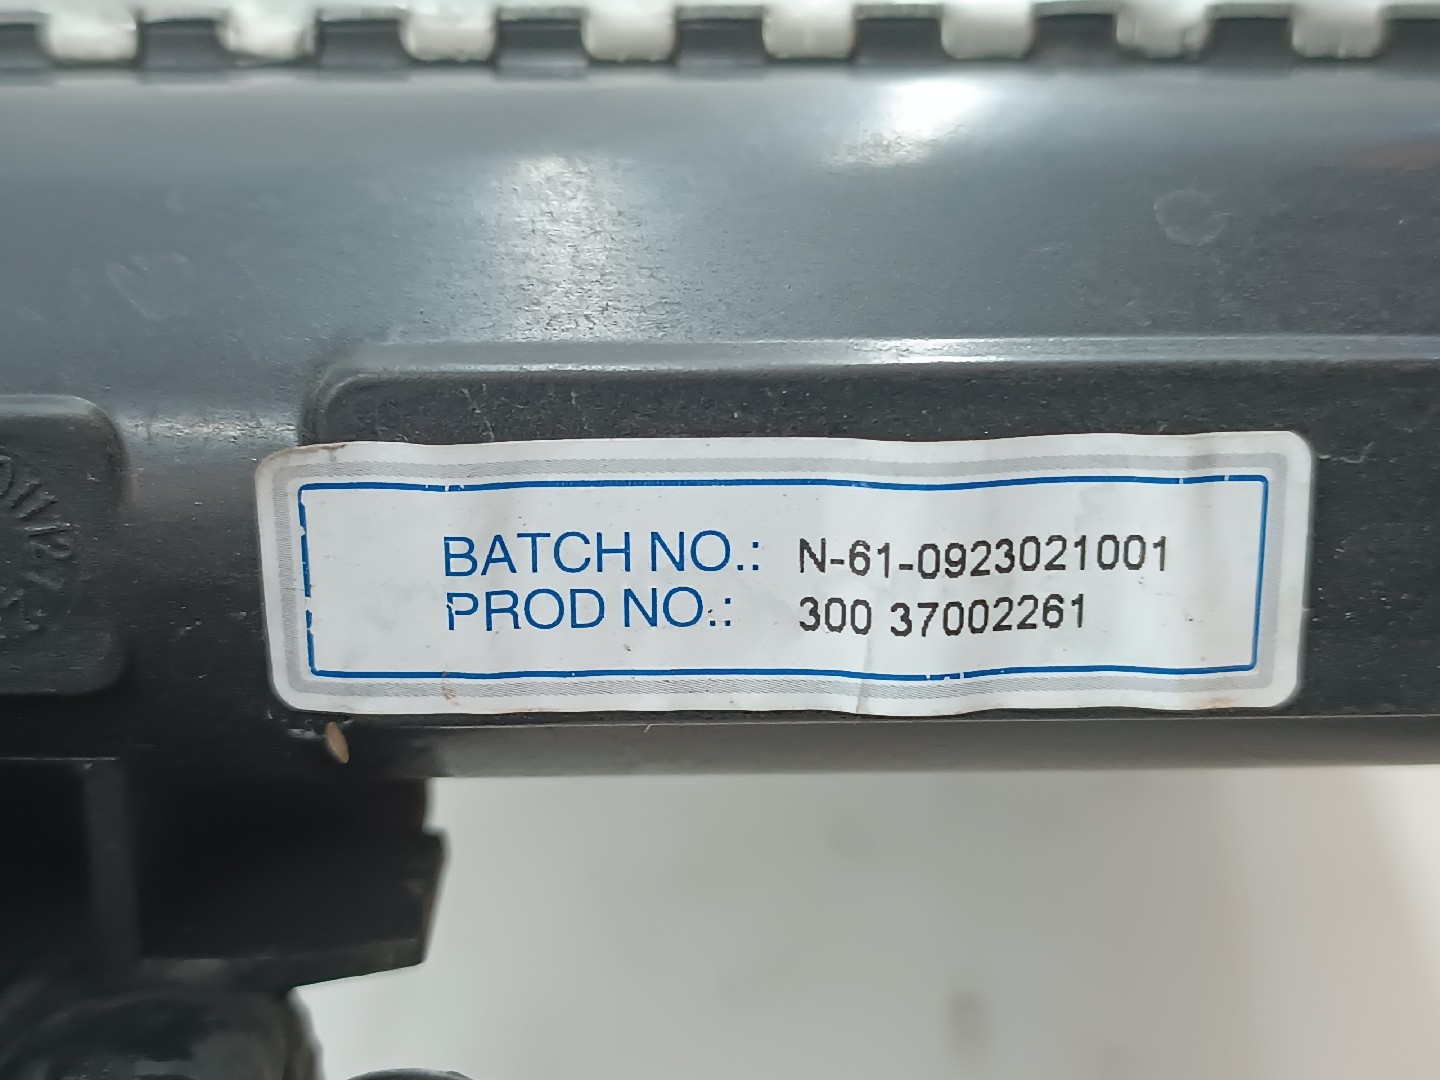 BATCH NO.: N-61-0923021001
PROD NO.: 300 37002261